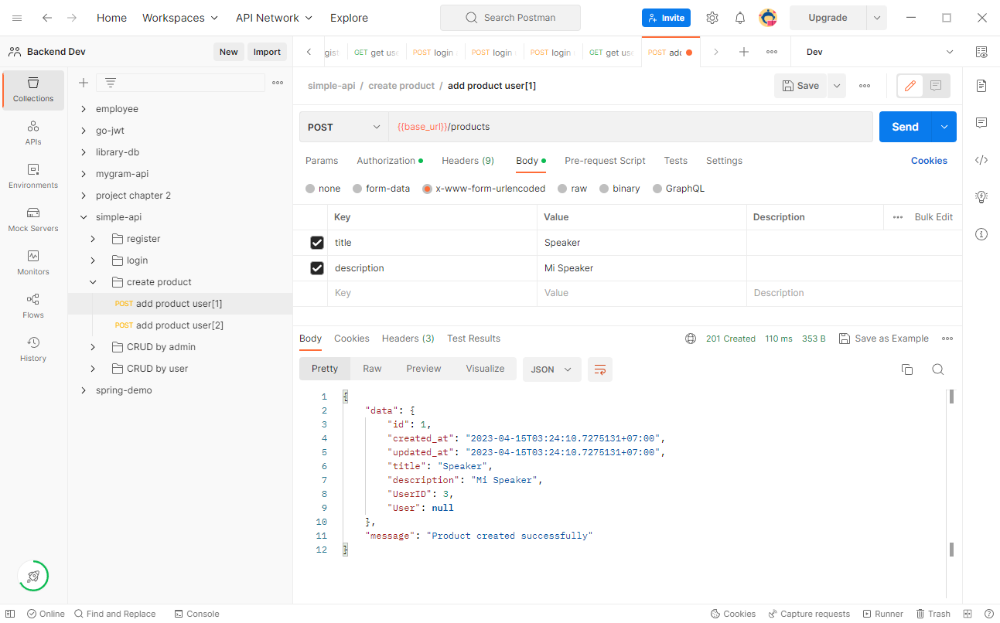 Home Workspaces API Network Explore Search Postman Invite Upgrade
Backend Dev New Import
GET get use POST login POST login POST login GET get use POST add Dev
Collections
APIs
Environments
Mock Servers
Monitors
Flows
History
employee
go-jwt
library-db
mygram-api
project chapter 2
simple-api
register
login
create product
POST add product user[1]
POST add product user[2]
CRUD by admin
CRUD by user
spring-demo
simple-api / create product / add product user[1] Save
POST {{base_url}}/products Send
Params Authorization Headers (9) Body Pre-request Script Tests Settings Cookies
none form-data x-www-form-urlencoded raw binary GraphQL
Key Value Description Bulk Edit
title Speaker
description Mi Speaker
Key Value Description
Body Cookies Headers (3) Test Results 201 Created 110 ms 353 B Save as Example
Pretty Raw Preview Visualize JSON
1 {
2 "data": {
3 "id": 1,
4 "created_at": "2023-04-15T03:24:10.7275131+07:00",
5 "updated_at": "2023-04-15T03:24:10.7275131+07:00",
6 "title": "Speaker",
7 "description": "Mi Speaker",
8 "UserID": 3,
9 "User": null
10 },
11 "message": "Product created successfully"
12 }
Online Find and Replace Console Cookies Capture requests Runner Trash